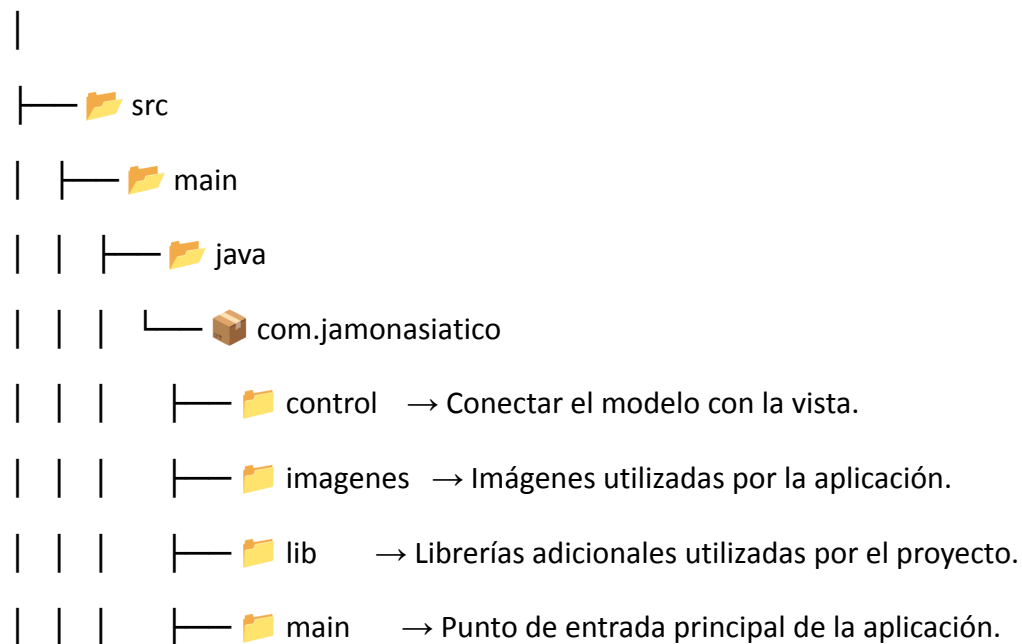 │
├── 📂 src
│ ├── 📂 main
│ │ ├── 📂 java
│ │ │ └── 📦 com.jamonasiatico
│ │ │ ├── 📁 control → Conectar el modelo con la vista.
│ │ │ ├── 📁 imagenes → Imágenes utilizadas por la aplicación.
│ │ │ ├── 📁 lib → Librerías adicionales utilizadas por el proyecto.
│ │ │ ├── 📁 main → Punto de entrada principal de la aplicación.